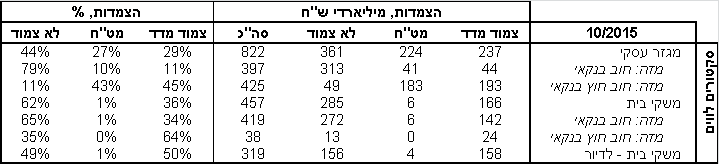 הצמדות, מיליארדי ש"ח הצמדות, %
10/2015 צמוד מדד מט"ח לא צמוד סה"כ צמוד מדד מט"ח לא צמוד
סקטורים לווים
מגזר עסקי 237 224 361 822 29% 27% 44%
מזה: חוב בנקאי 44 41 313 397 11% 10% 79%
מזה: חוב חוץ בנקאי 193 183 49 425 45% 43% 11%
משקי בית 166 6 285 457 36% 1% 62%
מזה: חוב בנקאי 142 6 272 419 34% 1% 65%
מזה: חוב חוץ בנקאי 24 0 13 38 64% 0% 35%
משקי בית - לדיור 158 4 156 319 50% 1% 49%